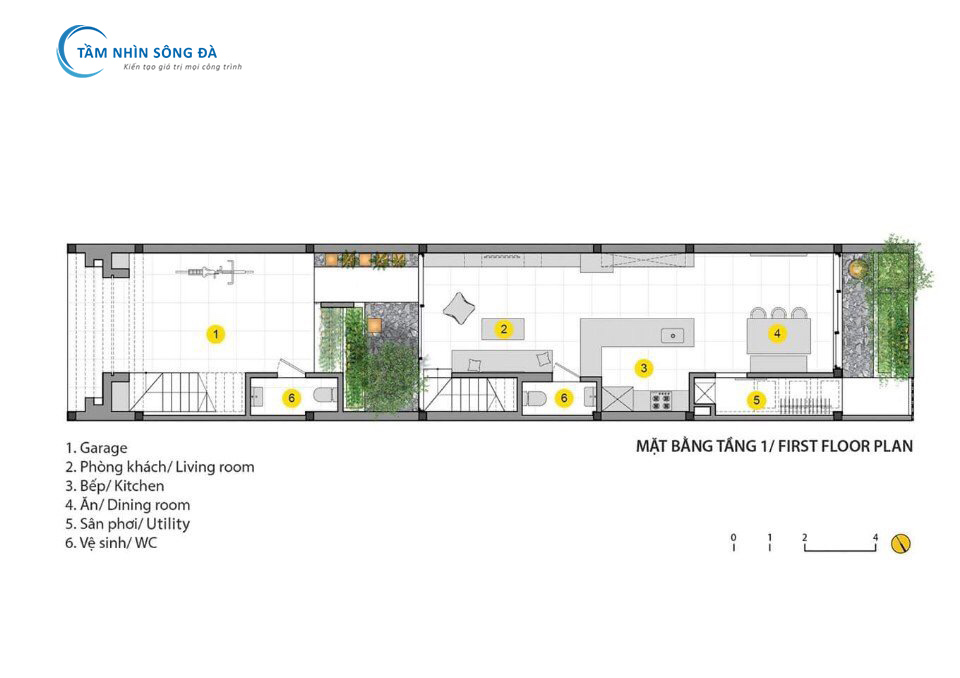 TẦM NHÌN SÔNG ĐÀ
Kiến tạo giá trị mọi công trình
1
2
3
4
5
6
6
1. Garage
2. Phòng khách/ Living room
3. Bếp/ Kitchen
4. Ăn/ Dining room
5. Sân phơi/ Utility
6. Vệ sinh/ WC
MẶT BẰNG TẦNG 1/ FIRST FLOOR PLAN
0 1 2 4